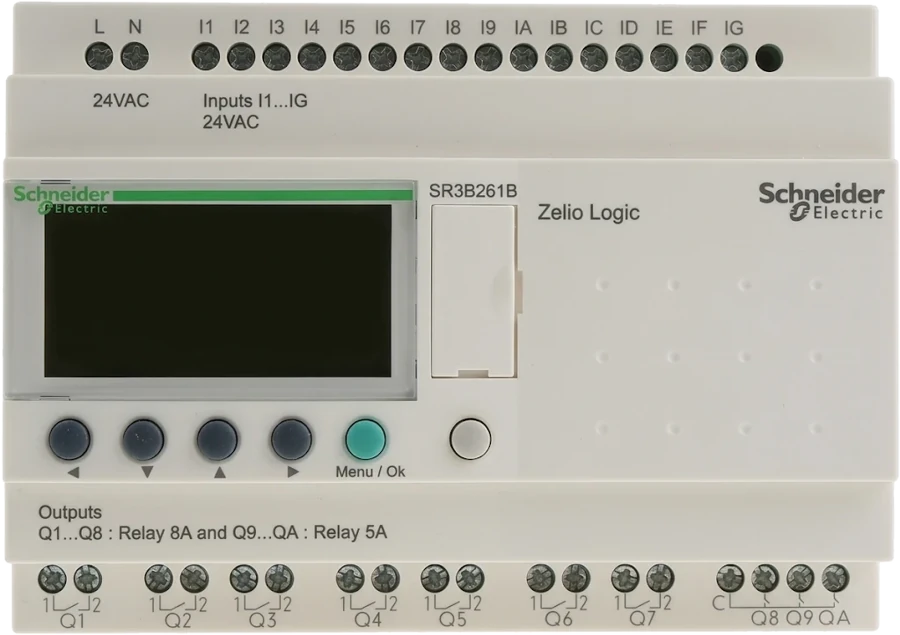 L N I1 I2 I3 I4 I5 I6 I7 I8 I9 IA IB IC ID IE IF IG
24VAC
Inputs I1...IG
24VAC
Schneider
Electric
SR3B261B
Zelio Logic
Schneider
Electric
Menu / Ok
Outputs
Q1...Q8 : Relay 8A and Q9...QA : Relay 5A
1 2 1 2 1 2 1 2 1 2 1 2 1 2 C
Q1 Q2 Q3 Q4 Q5 Q6 Q7 Q8 Q9 QA